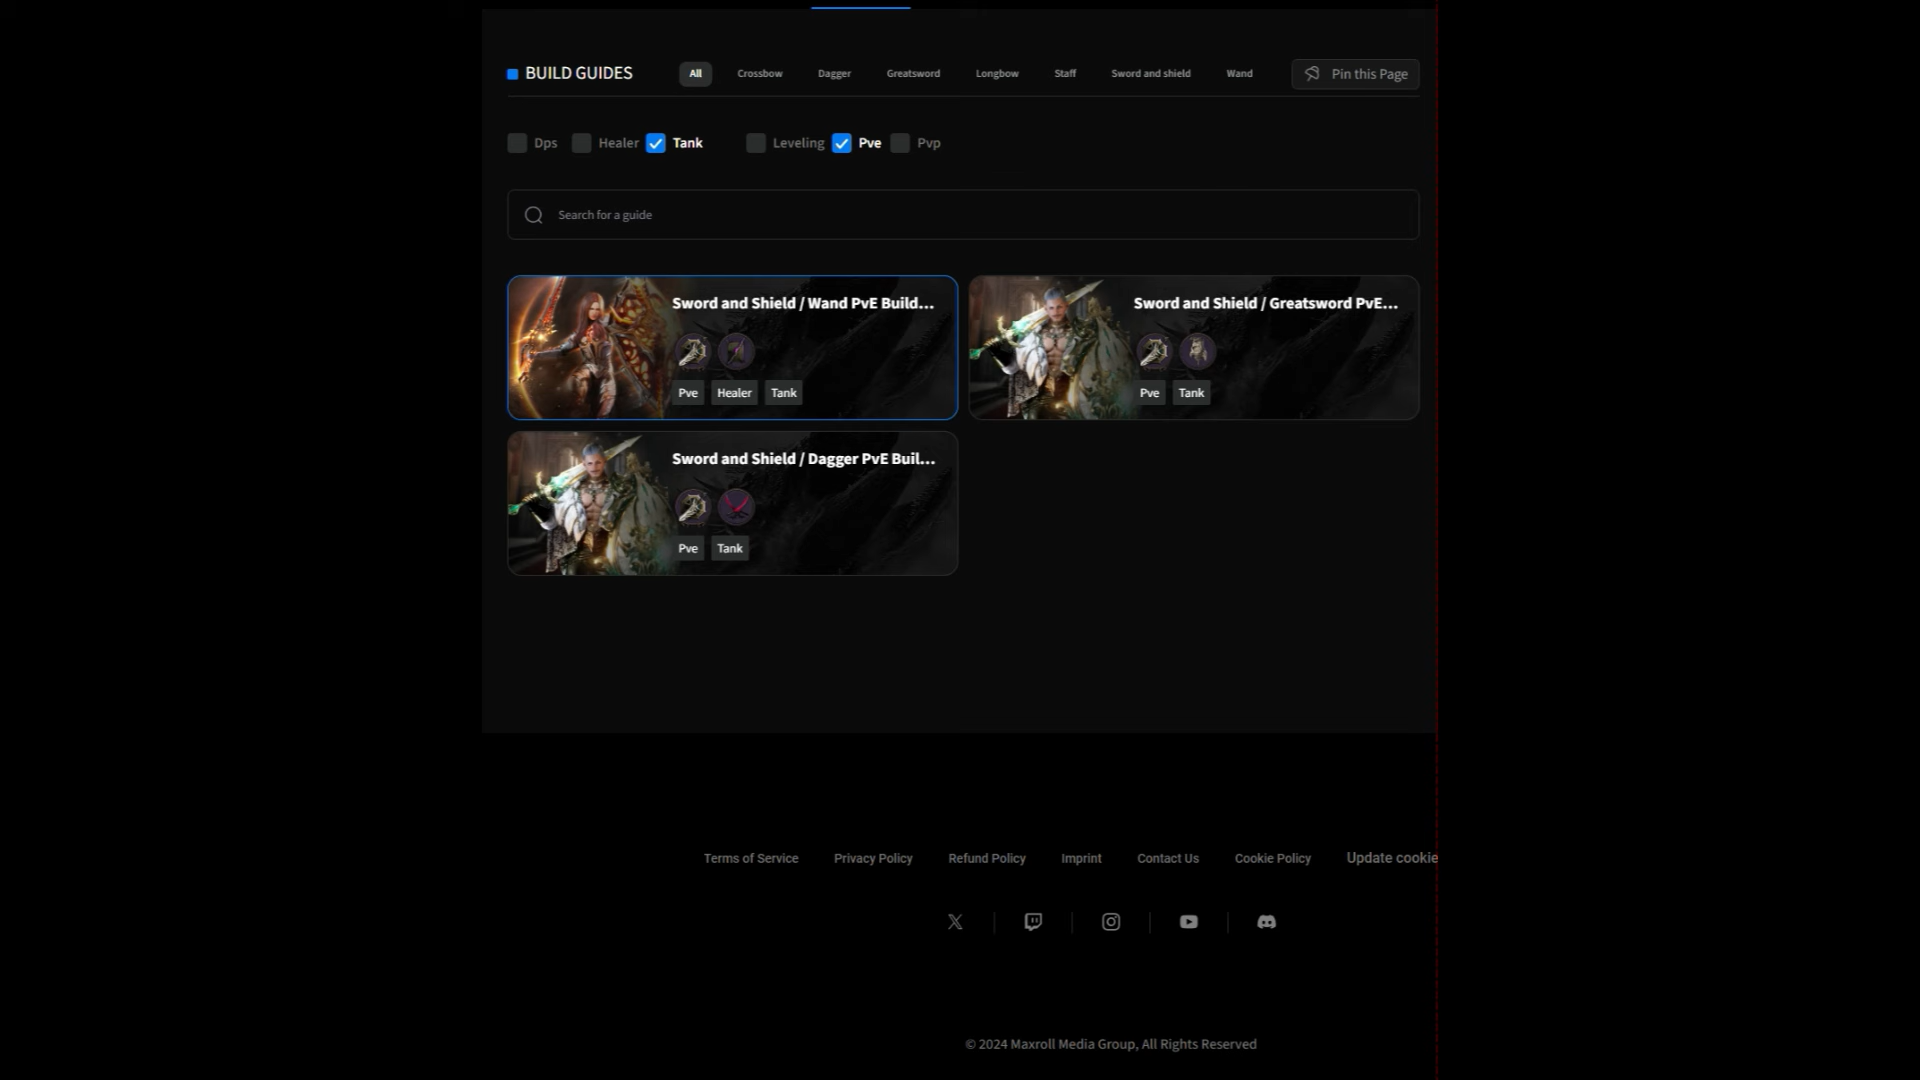 BUILD GUIDES All Crossbow Dagger Greatsword Longbow Staff Sword and shield Wand Pin this Page
Dps Healer Tank Leveling Pve Pvp
Search for a guide
Sword and Shield / Wand PvE Build...
Pve Healer Tank
Sword and Shield / Greatsword PvE...
Pve Tank
Sword and Shield / Dagger PvE Buil...
Pve Tank
Terms of Service Privacy Policy Refund Policy Imprint Contact Us Cookie Policy Update cookie
© 2024 Maxroll Media Group, All Rights Reserved